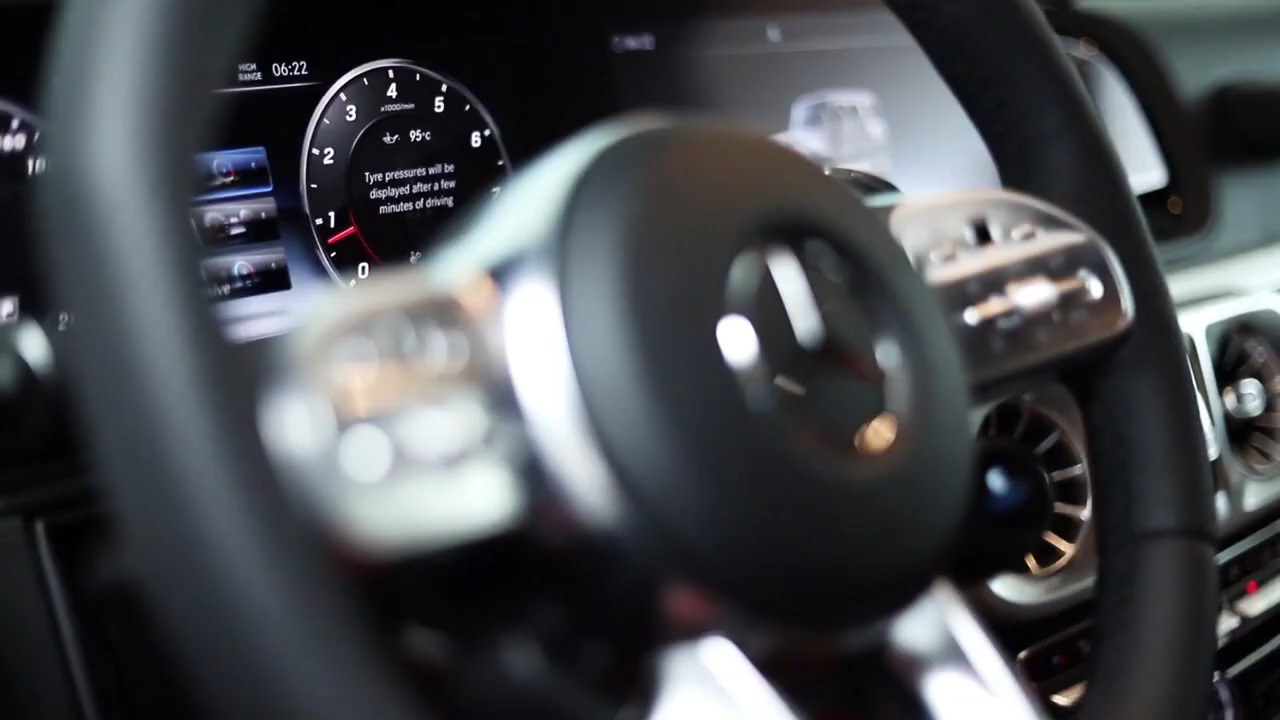 HIGH
RANGE
06:22
4
3
5
x1000/min
2
95°C
6
Tyre pressures will be
displayed after a few
minutes of driving
1
0